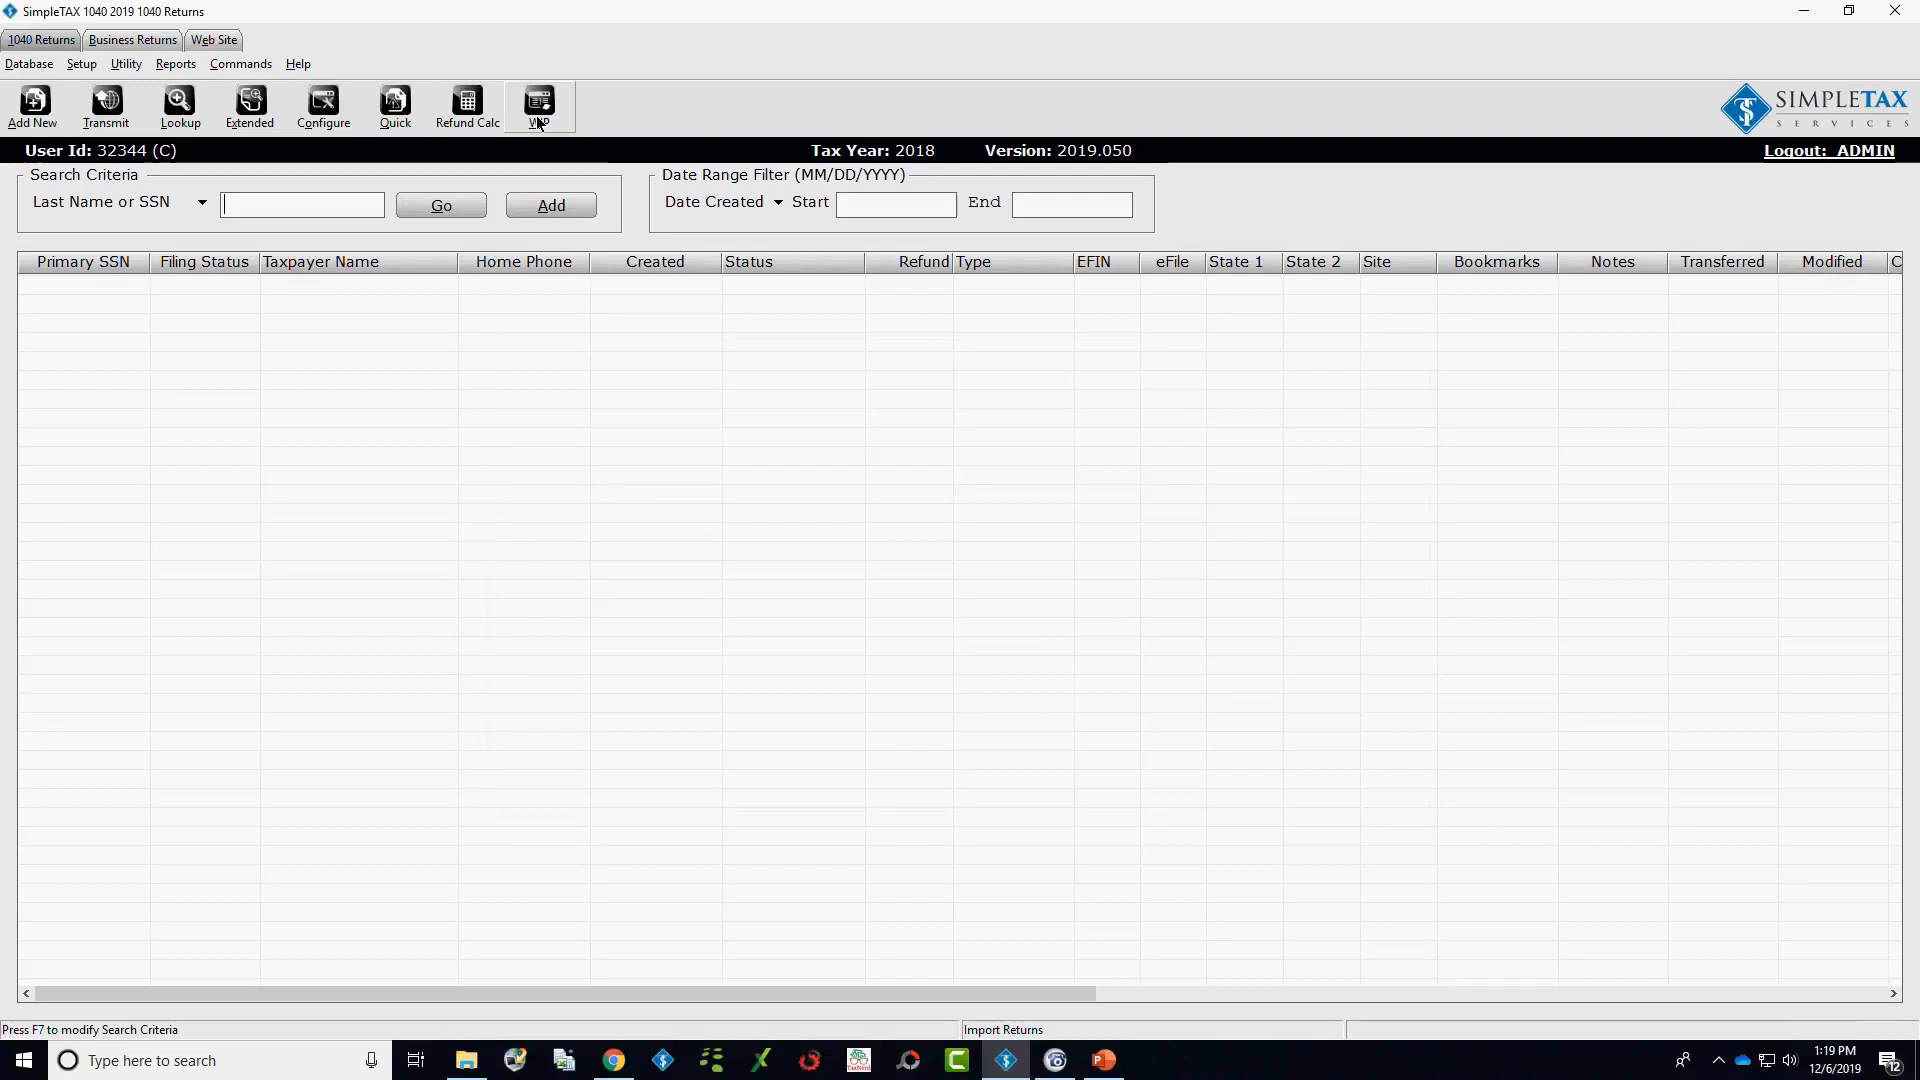 SimpleTAX 1040 2019 1040 Returns
1040 Returns Business Returns Web Site
Database Setup Utility Reports Commands Help
Add New Transmit Lookup Extended Configure Quick Refund Calc
SIMPLETAX
SERVICES
User Id: 32344 (C) Tax Year: 2018 Version: 2019.050 Logout: ADMIN
Search Criteria Date Range Filter (MM/DD/YYYY)
Last Name or SSN Go Add Date Created Start End
Primary SSN Filing Status Taxpayer Name Home Phone Created Status Refund Type EFIN eFile State 1 State 2 Site Bookmarks Notes Transferred Modified C
Press F7 to modify Search Criteria Import Returns
Type here to search
1:19 PM
12/6/2019
12